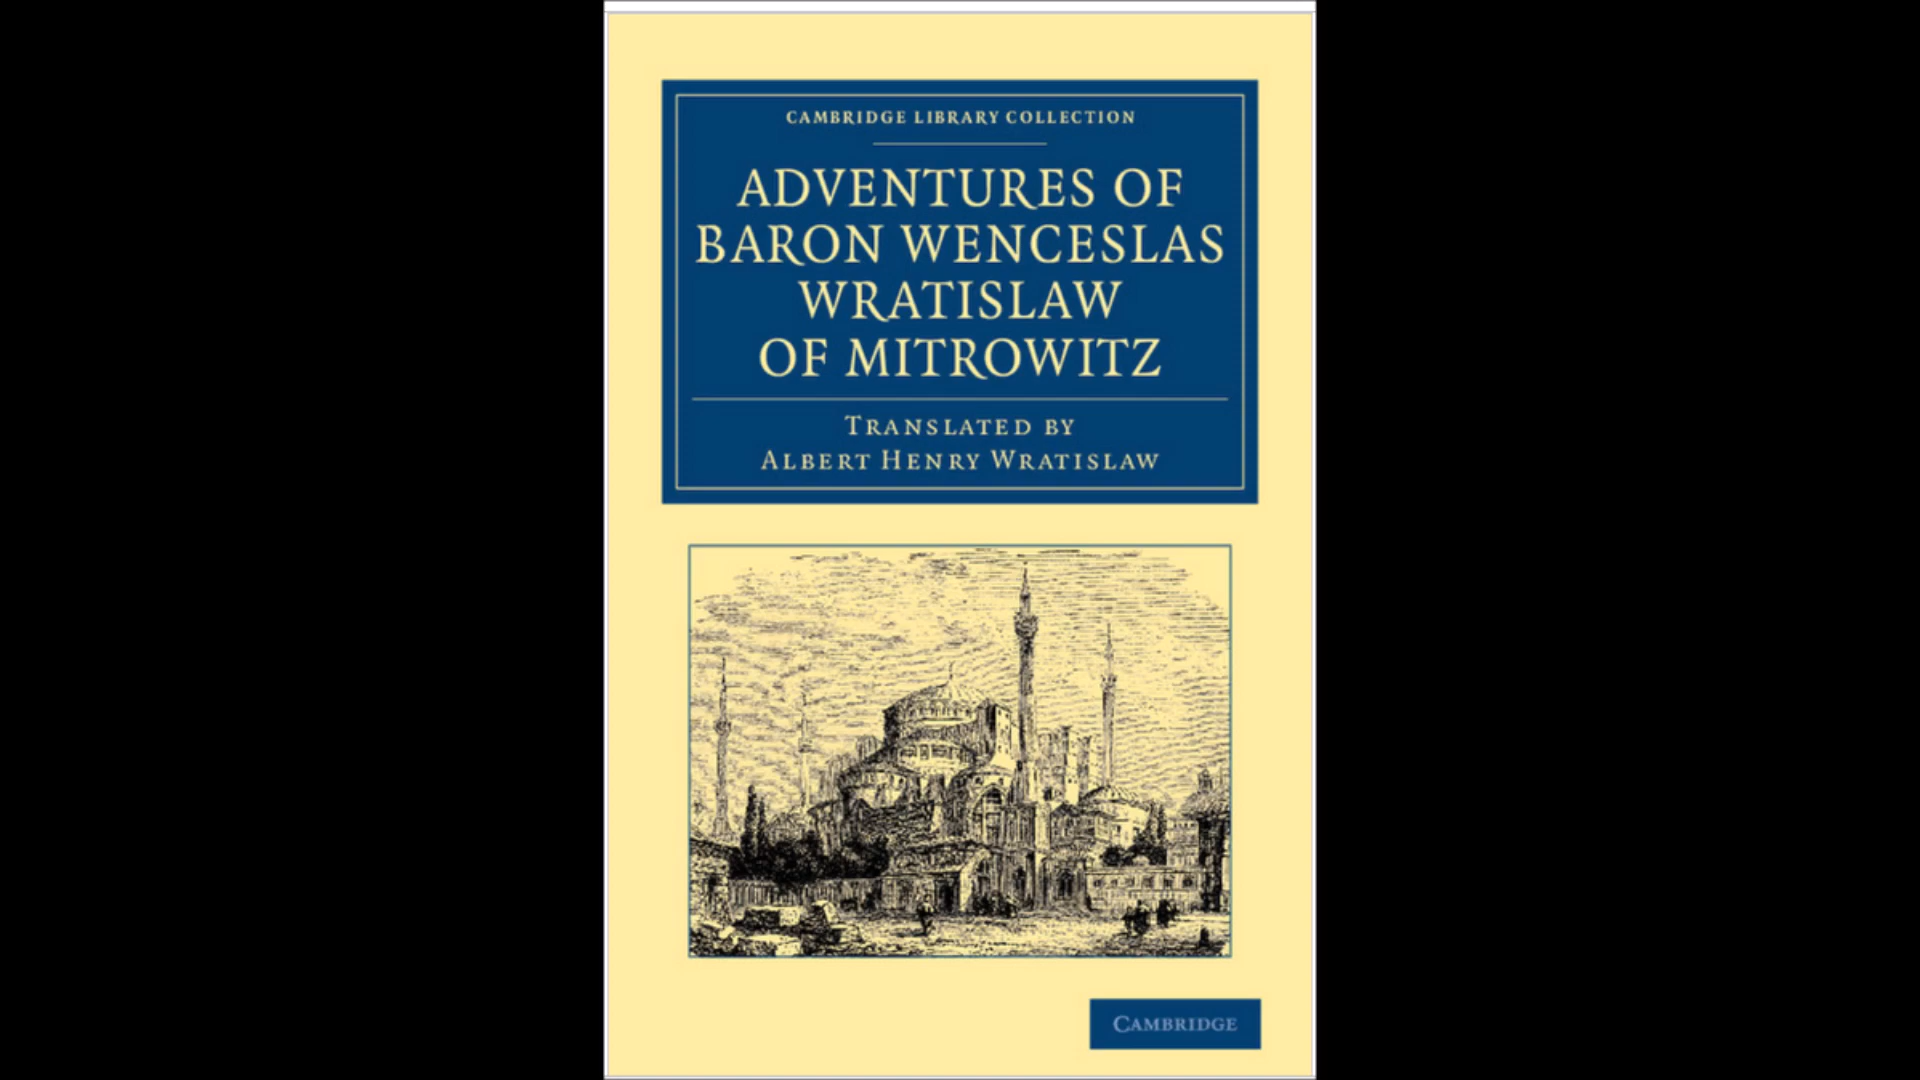 CAMBRIDGE LIBRARY COLLECTION
ADVENTURES OF
BARON WENCESLAS
WRATISLAW
OF MITROWITZ
TRANSLATED BY
ALBERT HENRY WRATISLAW
CAMBRIDGE